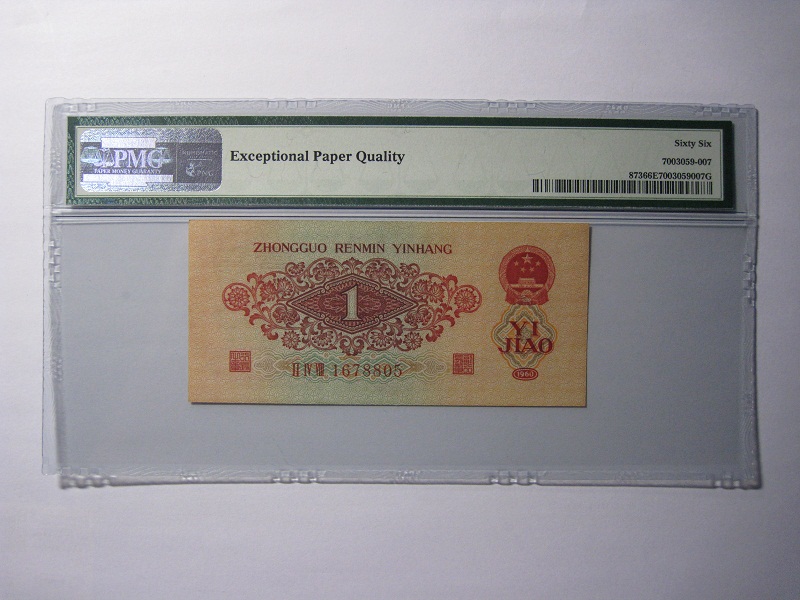 PMG
PAPER MONEY GUARANTY
Exceptional Paper Quality
Sixty Six
7003059-007
87366E7003059007G
ZHONGGUO RENMIN YINHANG
1
YI
JIAO
II IV VIII 1678805
1960